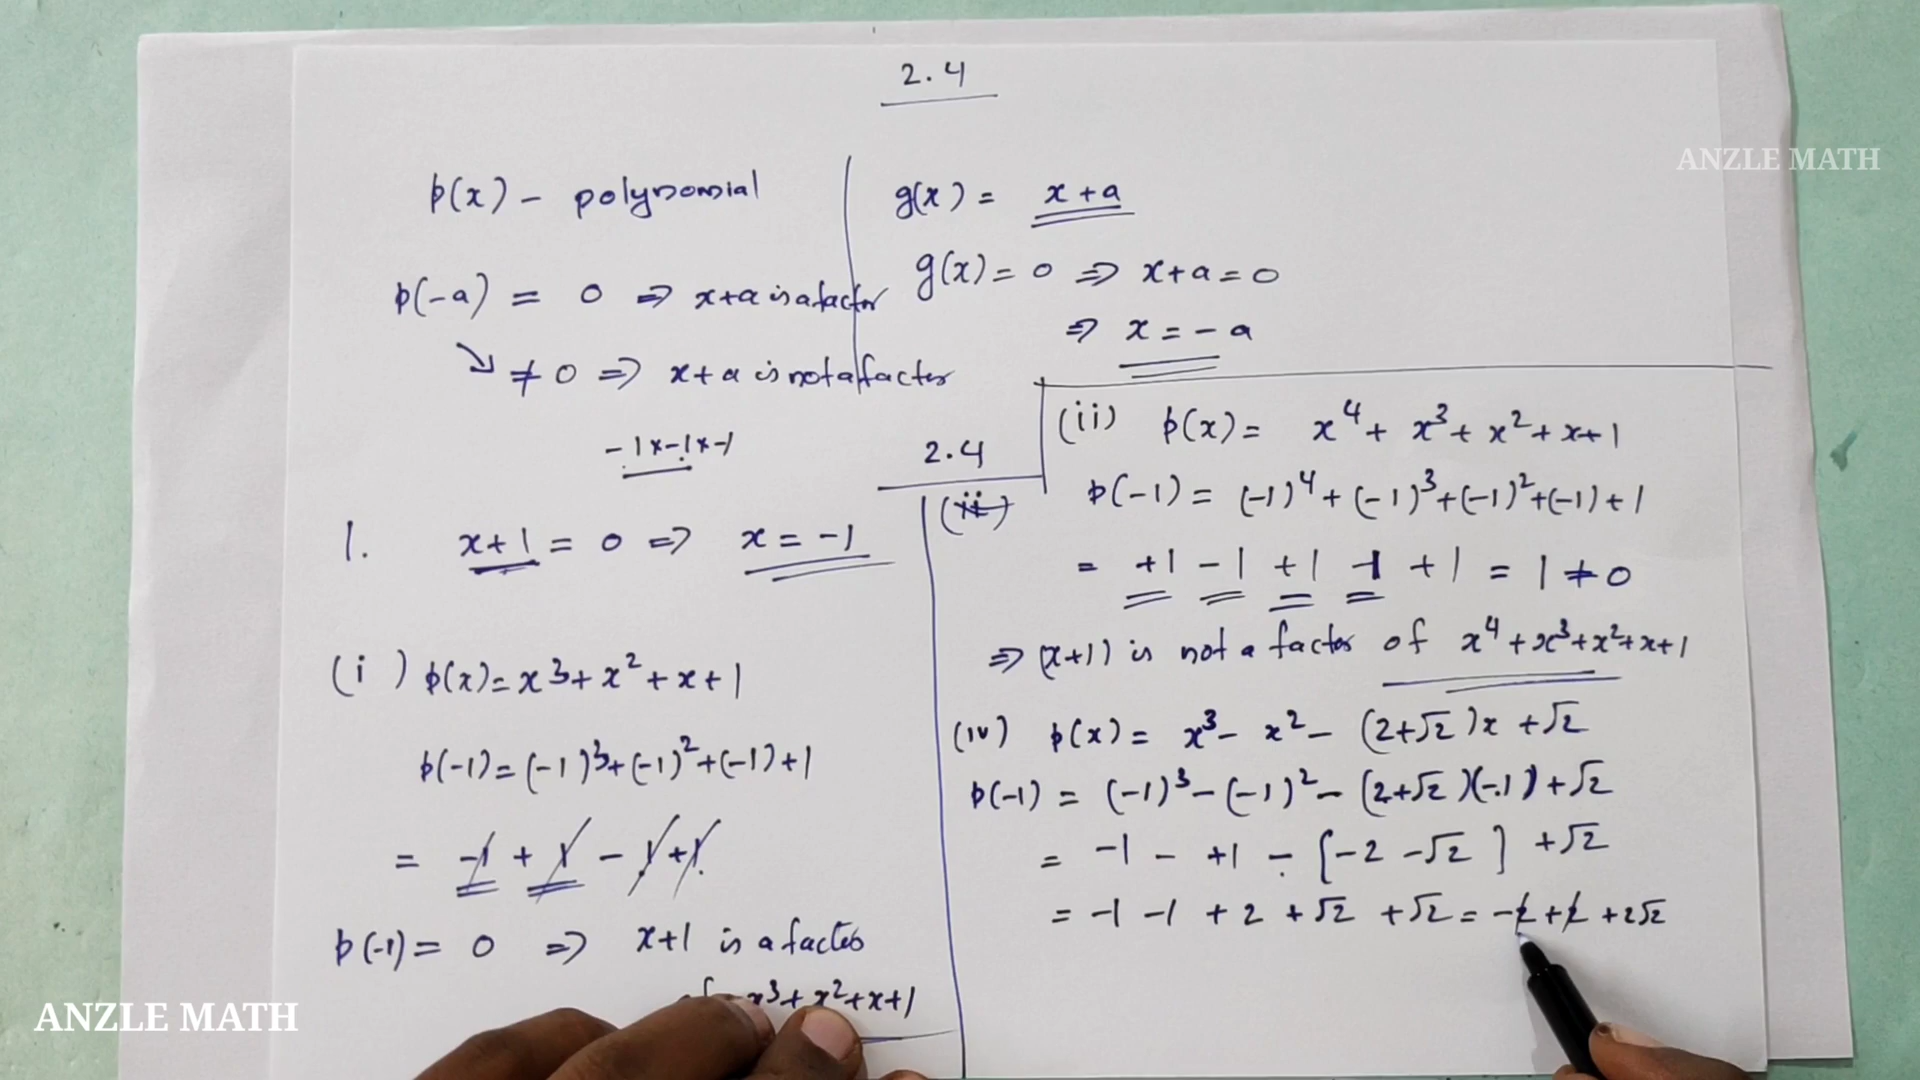 2.4
ANZLE MATH
p(x) - polynomial
p(-a) = 0 ⇒ x+a is a factor
≠ 0 ⇒ x+a is not a factor
g(x) = x+a
g(x) = 0 ⇒ x+a = 0
⇒ x = -a
-1x-1x-1
2.4
1. x+1 = 0 ⇒ x = -1
(i) p(x) = x³ + x² + x + 1
p(-1) = (-1)³ + (-1)² + (-1) + 1
= -1 + 1 - 1 + 1
p(-1) = 0 ⇒ x+1 is a factor
x³ + x² + x + 1
(ii)
(ii) p(x) = x⁴ + x³ + x² + x + 1
p(-1) = (-1)⁴ + (-1)³ + (-1)² + (-1) + 1
= +1 -1 +1 -1 +1 = 1 ≠ 0
⇒ (x+1) is not a factor of x⁴ + x³ + x² + x + 1
(iv) p(x) = x³ - x² - (2+√2)x + √2
p(-1) = (-1)³ - (-1)² - (2+√2)(-1) + √2
= -1 - +1 - [-2 -√2] + √2
= -1 -1 + 2 + √2 + √2 = -2 + 2 + 2√2
ANZLE MATH